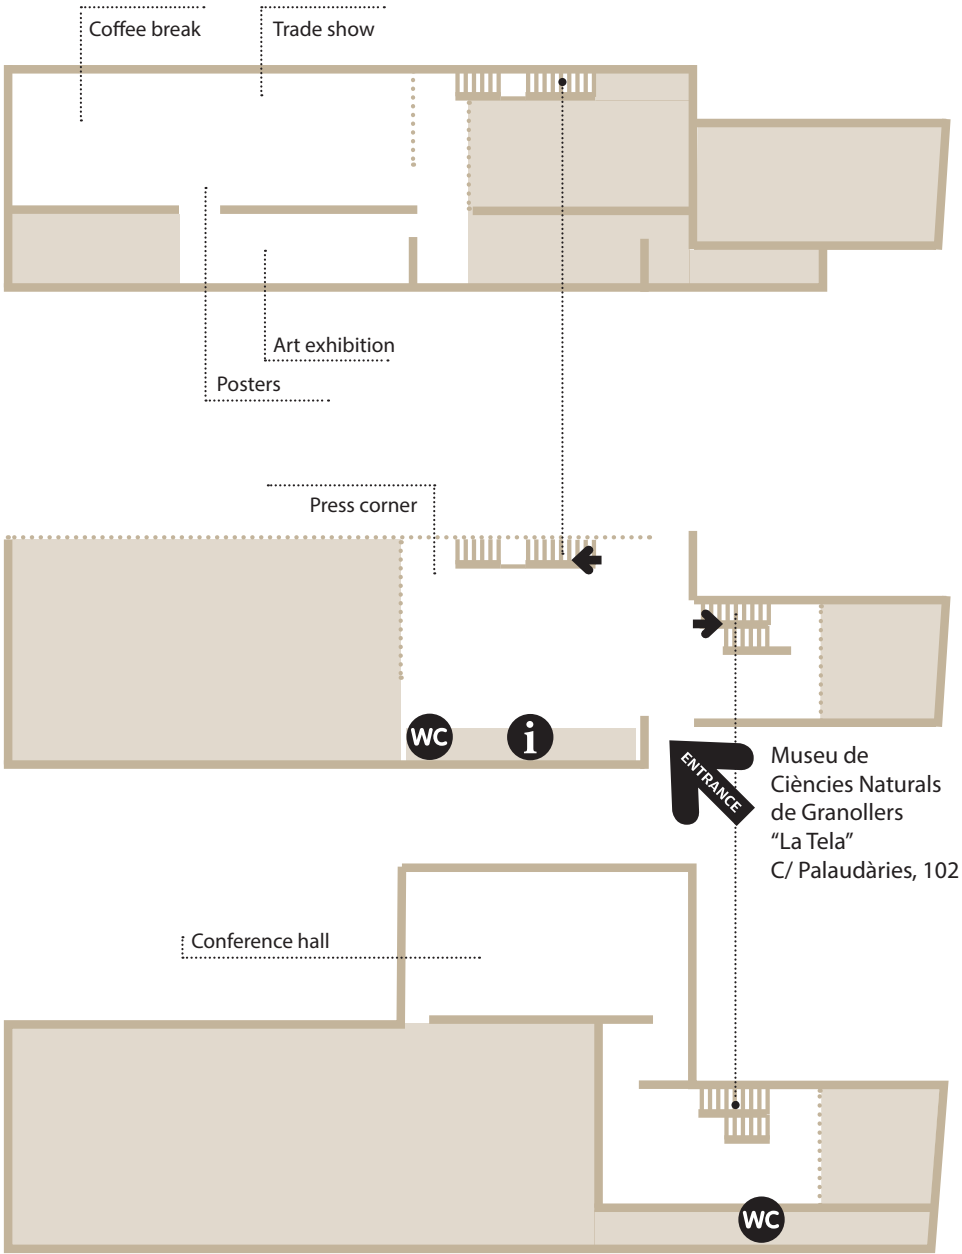 Coffee break
Trade show
Art exhibition
Posters
Press corner
WC
i
ENTRANCE
Museu de
Ciències Naturals
de Granollers
“La Tela”
C/ Palaudàries, 102
Conference hall
WC